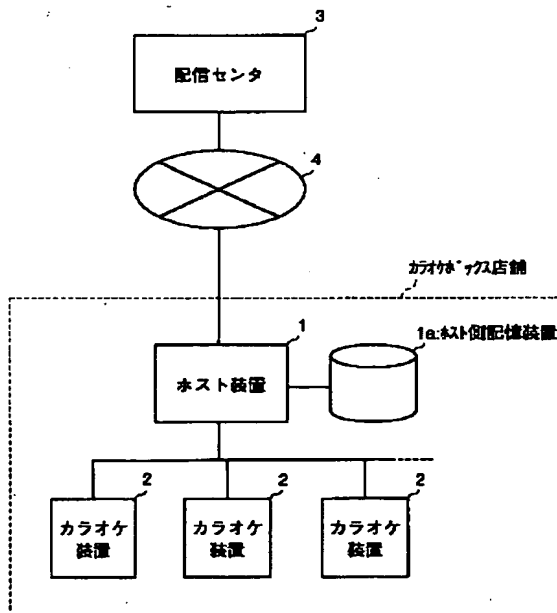 3
配信センタ
4
カラオケボックス店舗
1
1a:ホスト側記憶装置
ホスト装置
2
2
2
カラオケ
装置
カラオケ
装置
カラオケ
装置